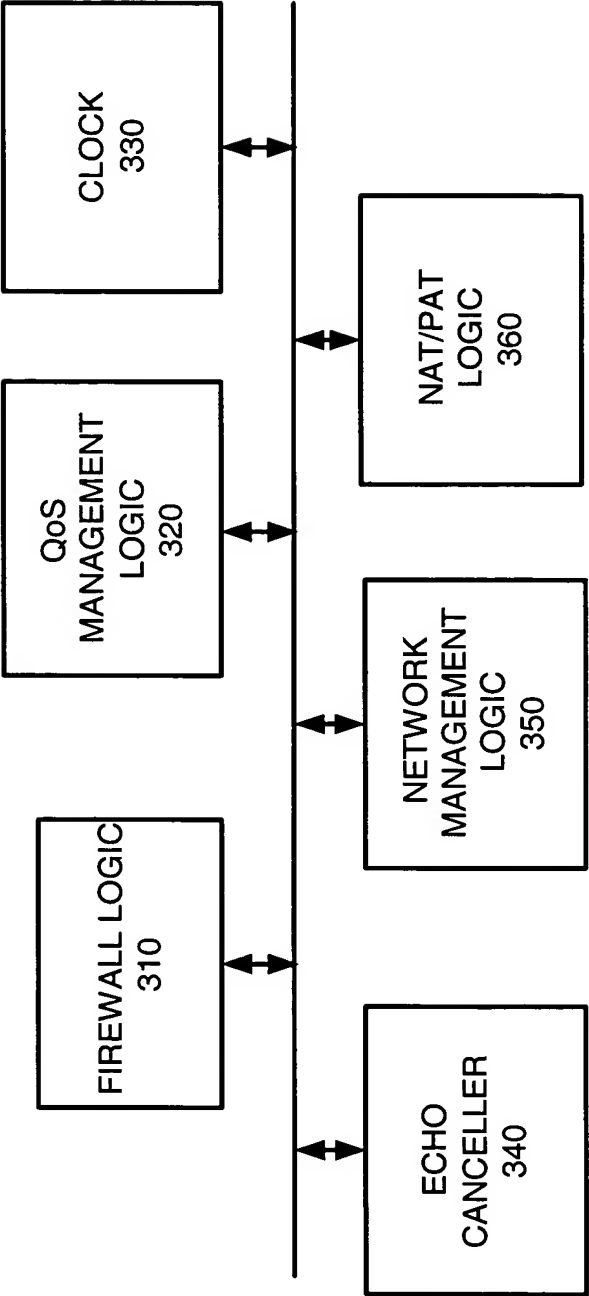 FIREWALL LOGIC
310
QoS
MANAGEMENT
LOGIC
320
CLOCK
330
ECHO
CANCELLER
340
NETWORK
MANAGEMENT
LOGIC
350
NAT/PAT
LOGIC
360